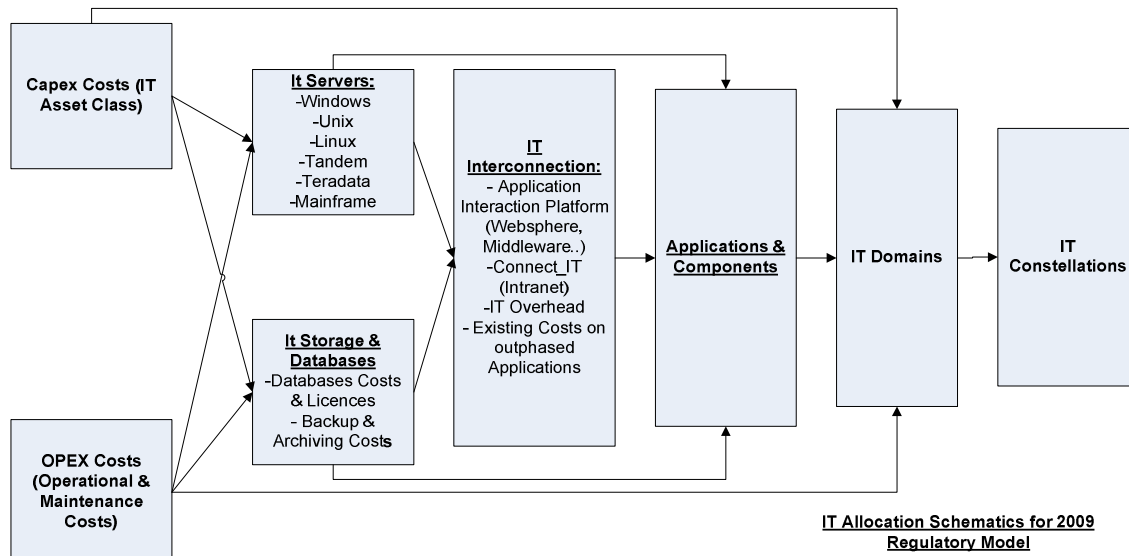 Capex Costs (IT
Asset Class)
OPEX Costs
(Operational &
Maintenance
Costs)
It Servers:
-Windows
-Unix
-Linux
-Tandem
-Teradata
-Mainframe
It Storage &
Databases
-Databases Costs
& Licences
- Backup &
Archiving Costs
IT
Interconnection:
- Application
Interaction Platform
(Websphere,
Middleware..)
-Connect_IT
(Intranet)
-IT Overhead
- Existing Costs on
outphased
Applications
Applications &
Components
IT Domains
IT
Constellations
IT Allocation Schematics for 2009
Regulatory Model